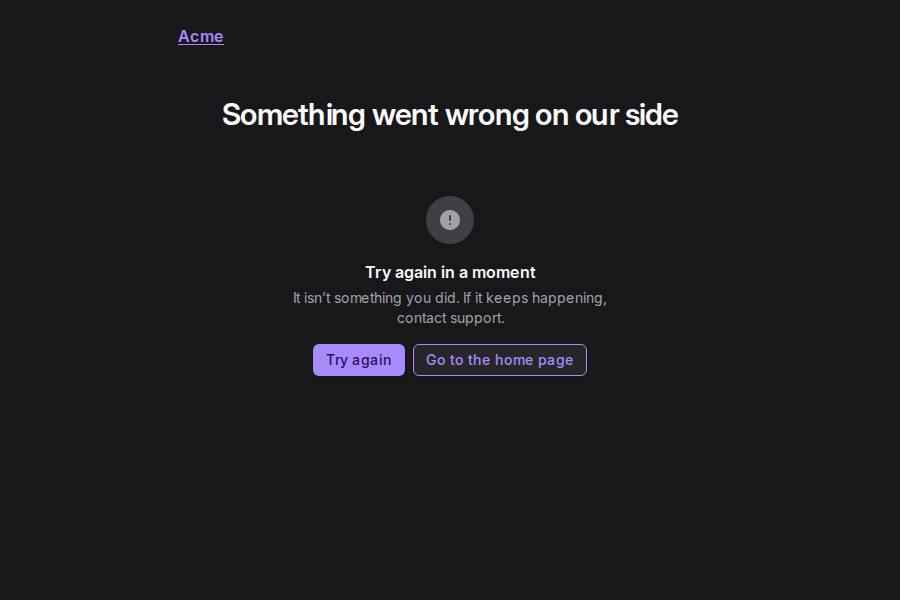 Acme
Something went wrong on our side
Try again in a moment
It isn’t something you did. If it keeps happening,
contact support.
Try again
Go to the home page